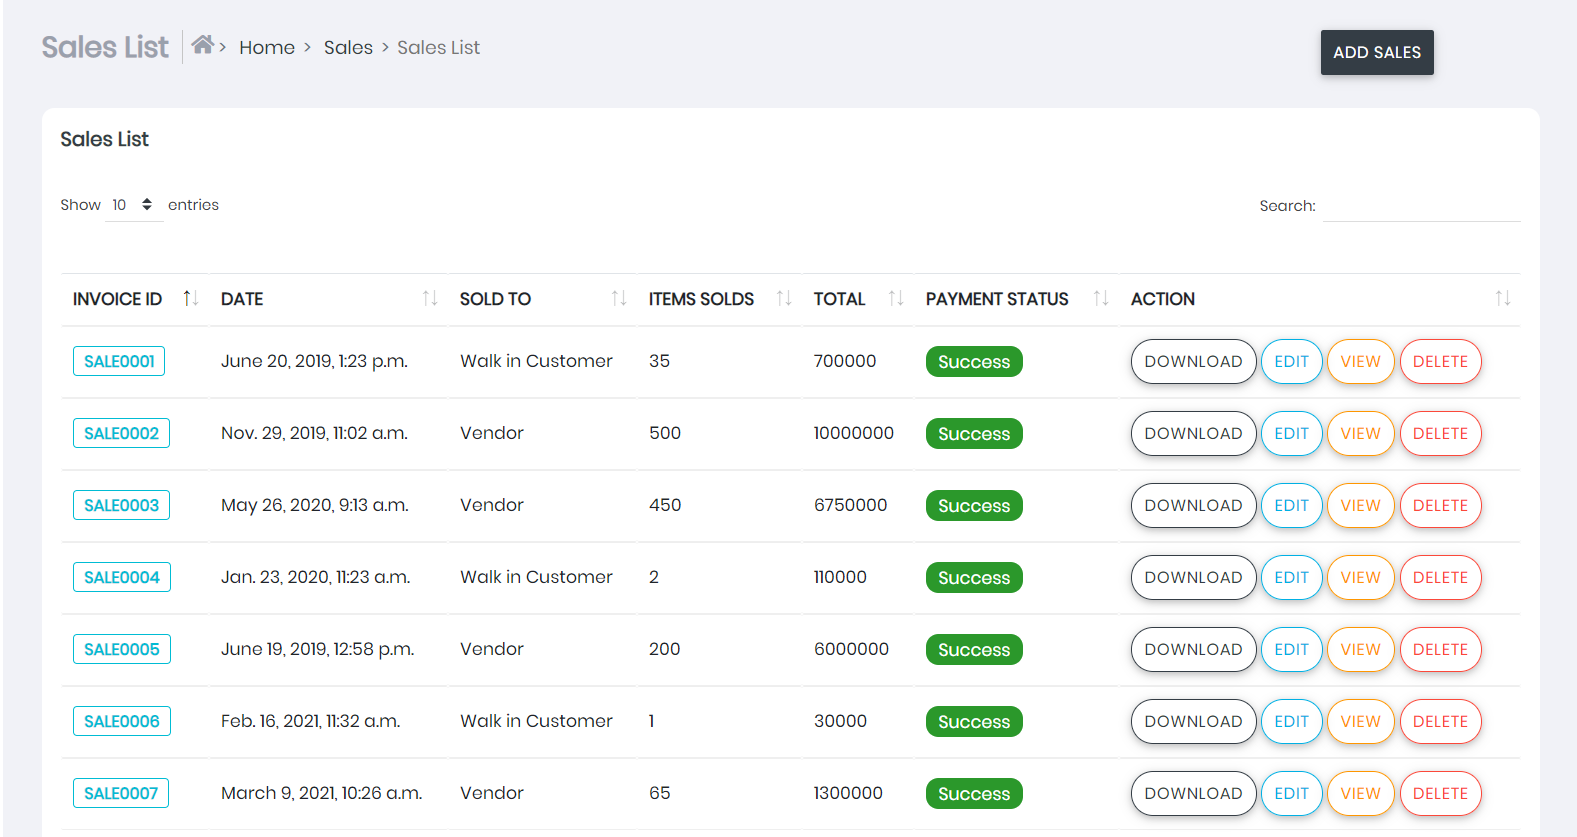 Sales List > Home > Sales > Sales List
ADD SALES
Sales List
Show 10 entries
Search:
INVOICE ID DATE SOLD TO ITEMS SOLDS TOTAL PAYMENT STATUS ACTION
SALE0001 June 20, 2019, 1:23 p.m. Walk in Customer 35 700000 Success DOWNLOAD EDIT VIEW DELETE
SALE0002 Nov. 29, 2019, 11:02 a.m. Vendor 500 10000000 Success DOWNLOAD EDIT VIEW DELETE
SALE0003 May 26, 2020, 9:13 a.m. Vendor 450 6750000 Success DOWNLOAD EDIT VIEW DELETE
SALE0004 Jan. 23, 2020, 11:23 a.m. Walk in Customer 2 110000 Success DOWNLOAD EDIT VIEW DELETE
SALE0005 June 19, 2019, 12:58 p.m. Vendor 200 6000000 Success DOWNLOAD EDIT VIEW DELETE
SALE0006 Feb. 16, 2021, 11:32 a.m. Walk in Customer 1 30000 Success DOWNLOAD EDIT VIEW DELETE
SALE0007 March 9, 2021, 10:26 a.m. Vendor 65 1300000 Success DOWNLOAD EDIT VIEW DELETE